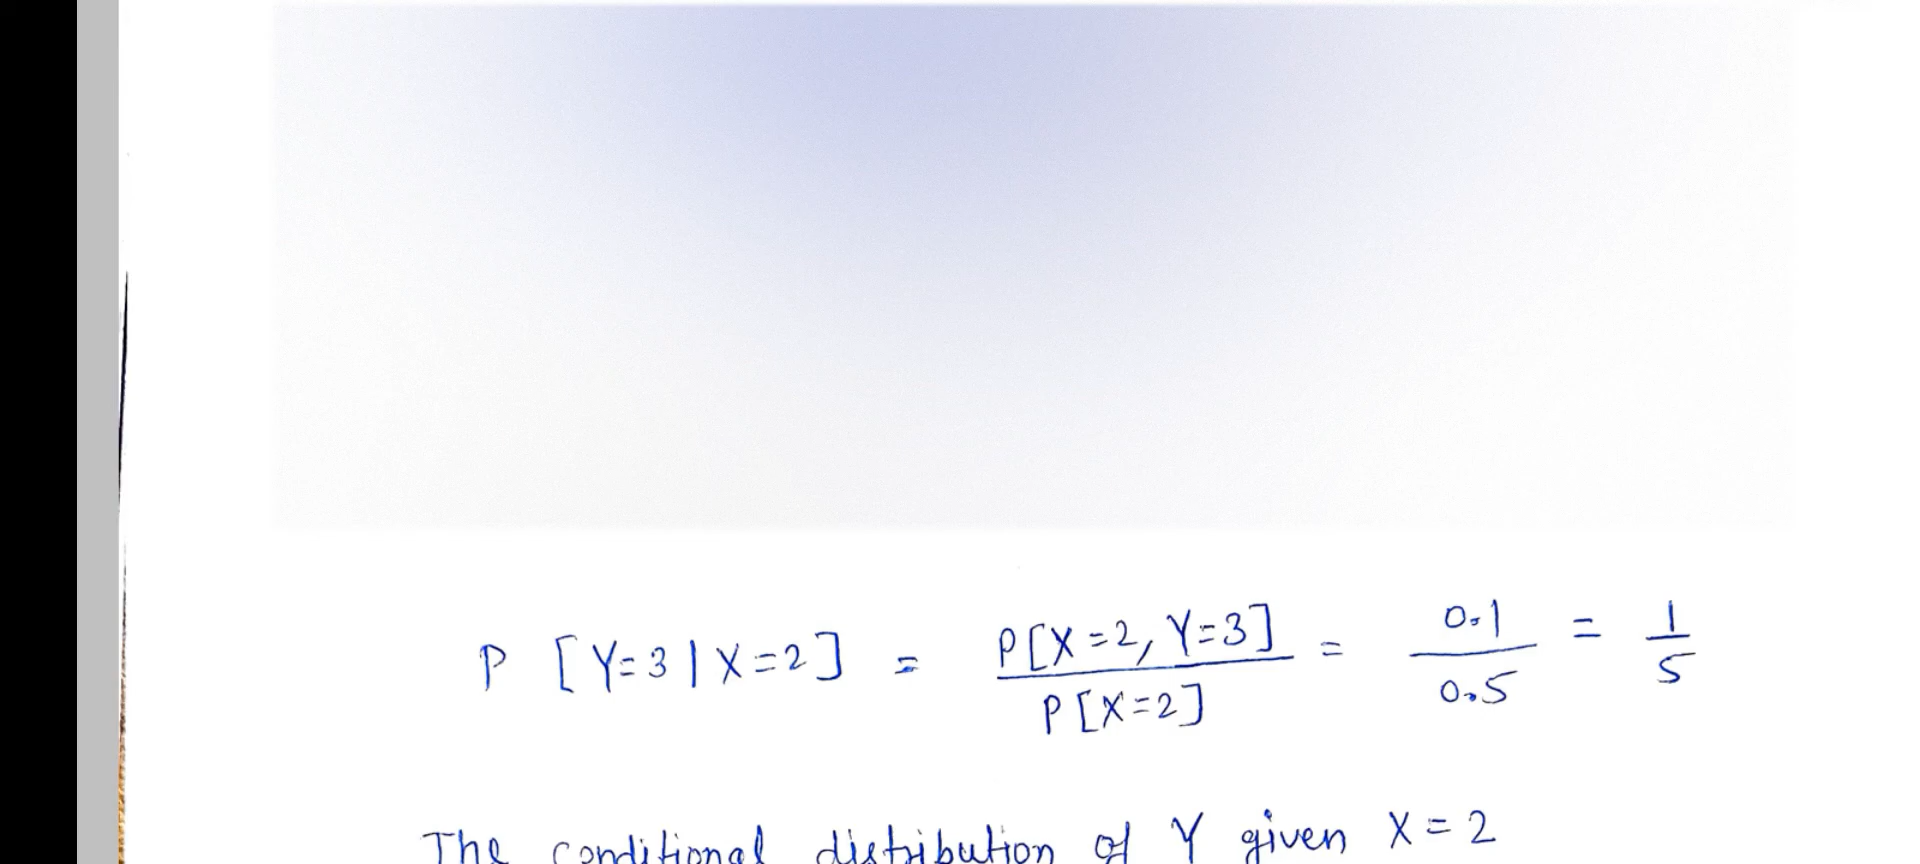 P [Y=3 | X=2] = P[X=2, Y=3] / P[X=2] = 0.1 / 0.5 = 1 / 5
The conditional distribution of Y given X = 2